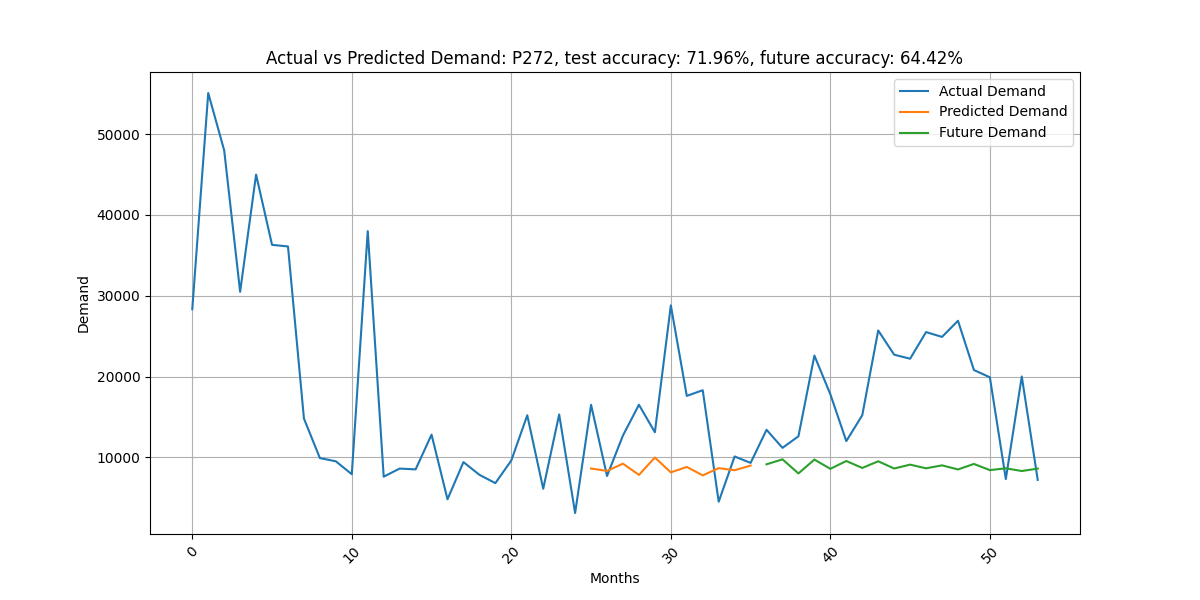 Actual vs Predicted Demand: P272, test accuracy: 71.96%, future accuracy: 64.42%
Actual Demand
Predicted Demand
Future Demand
50000
40000
30000
20000
10000
Demand
0
10
20
30
40
50
Months